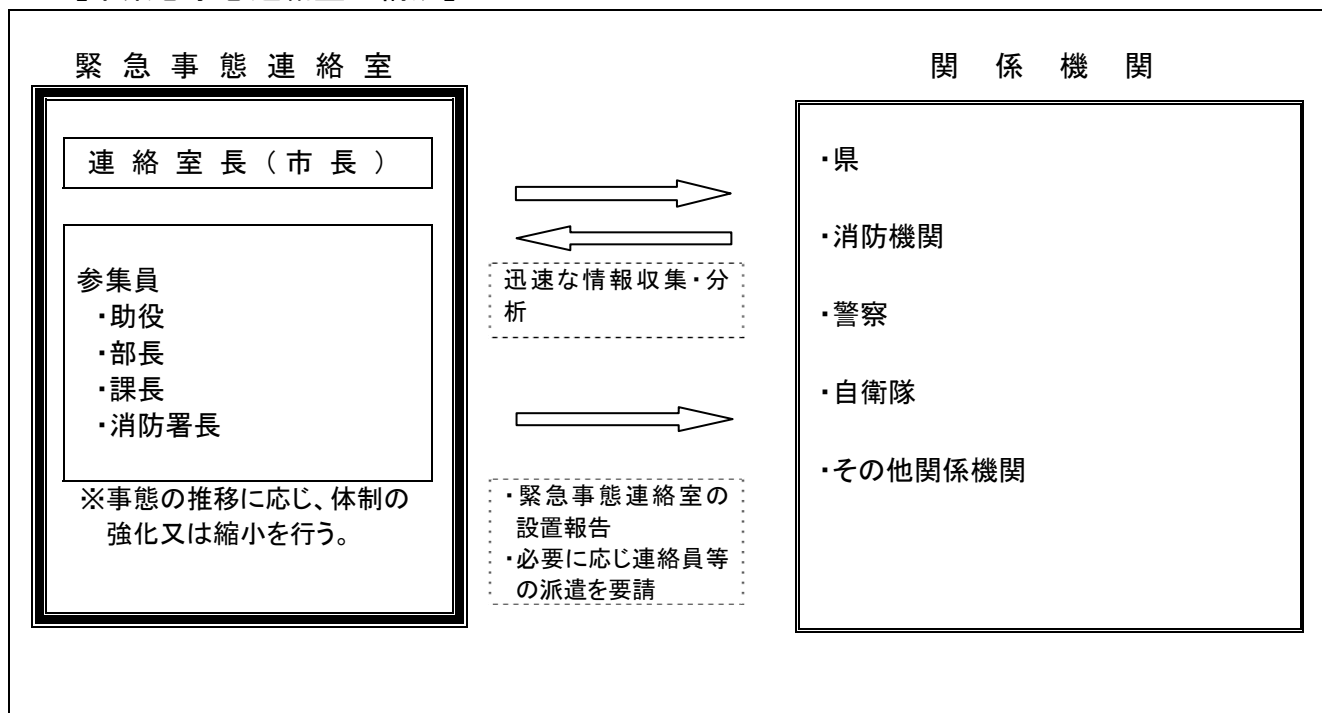 緊急事態連絡室
連絡室長(市長)
参集員
・助役
・部長
・課長
・消防署長
※事態の推移に応じ、体制の
強化又は縮小を行う。
迅速な情報収集・分
析
・緊急事態連絡室の
設置報告
・必要に応じ連絡員等
の派遣を要請
関係機関
・県
・消防機関
・警察
・自衛隊
・その他関係機関